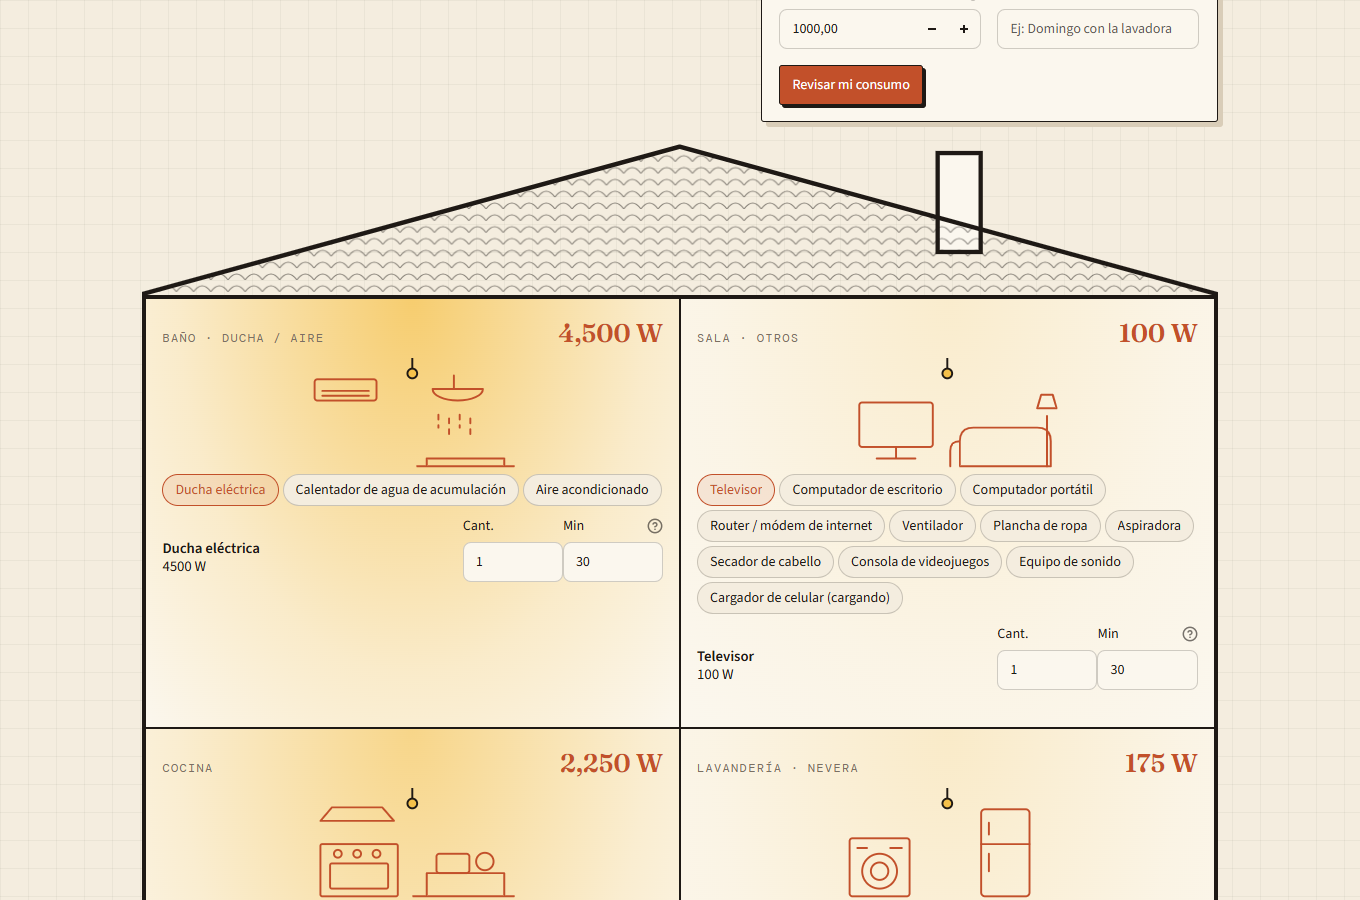 1000,00
Ej: Domingo con la lavadora
Revisar mi consumo
BAÑO · DUCHA / AIRE
4,500 W
Ducha eléctrica
Calentador de agua de acumulación
Aire acondicionado
Cant.
Min
?
Ducha eléctrica
4500 W
1
30
SALA · OTROS
100 W
Televisor
Computador de escritorio
Computador portátil
Router / módem de internet
Ventilador
Plancha de ropa
Aspiradora
Secador de cabello
Consola de videojuegos
Equipo de sonido
Cargador de celular (cargando)
Cant.
Min
?
Televisor
100 W
1
30
COCINA
2,250 W
LAVANDERÍA · NEVERA
175 W